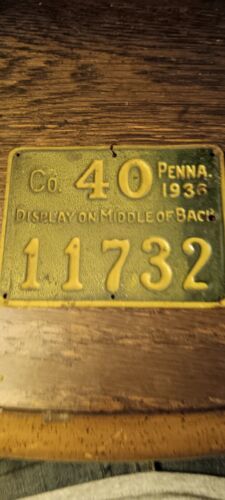 Co. 40 PENNA. 1936
DISPLAY ON MIDDLE OF BACK
11732